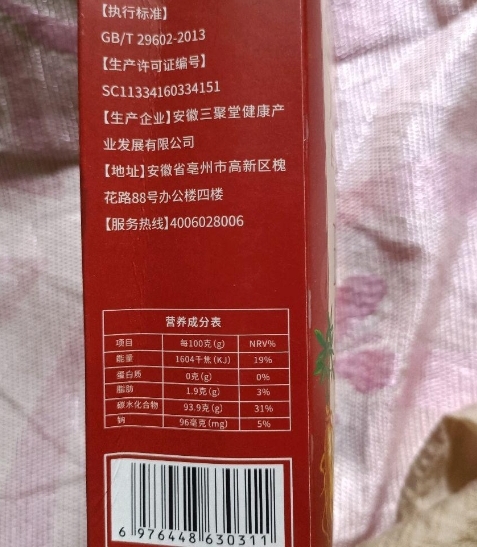 【执行标准】
GB/T 29602-2013
【生产许可证编号】
SC11334160334151
【生产企业】安徽三聚堂健康产
业发展有限公司
【地址】安徽省亳州市高新区槐
花路88号办公楼四楼
【服务热线】4006028006
营养成分表
项目 每100克(g) NRV%
能量 1604千焦(KJ) 19%
蛋白质 0克(g) 0%
脂肪 1.9克(g) 3%
碳水化合物 93.9克(g) 31%
钠 96毫克(mg) 5%
6 976448 630311